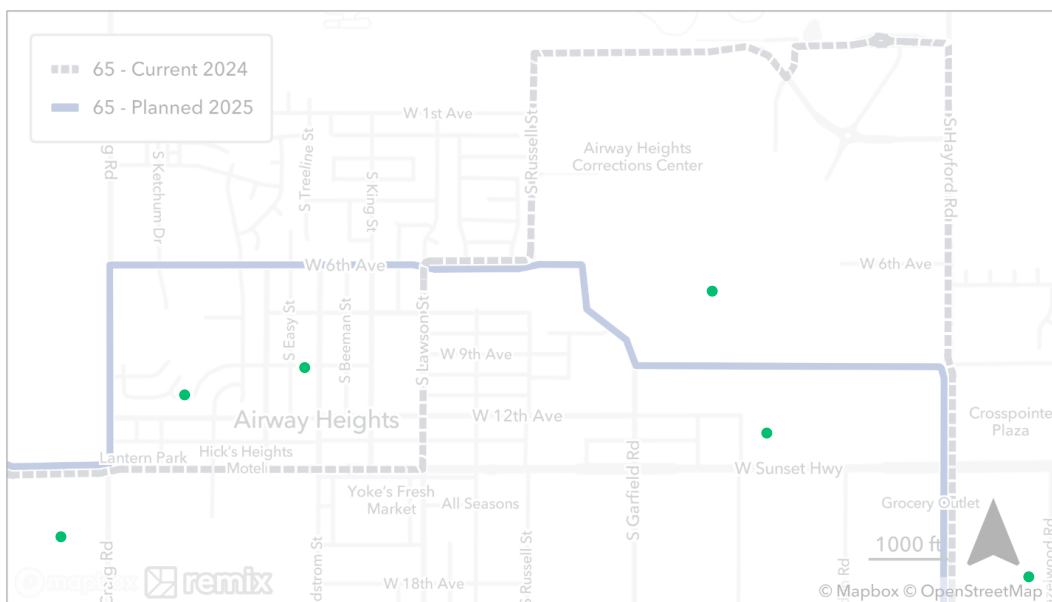 65 - Current 2024
65 - Planned 2025
W 1st Ave
S Treeline St
S Ketchum Dr
g Rd
S King St
S Russell St
Airway Heights
Corrections Center
S Hayford Rd
W 6th Ave
W 6th Ave
S Easy St
S Beeman St
S Lawson St
W 9th Ave
Airway Heights
W 12th Ave
Crosspointe
Plaza
S Garfield Rd
Lantern Park
Hick's Heights
Motel
W Sunset Hwy
Yoke's Fresh
Market
All Seasons
Grocery Outlet
1000 ft
Craig Rd
dstrom St
S Russell St
W 18th Ave
mapbox
remix
© Mapbox © OpenStreetMap